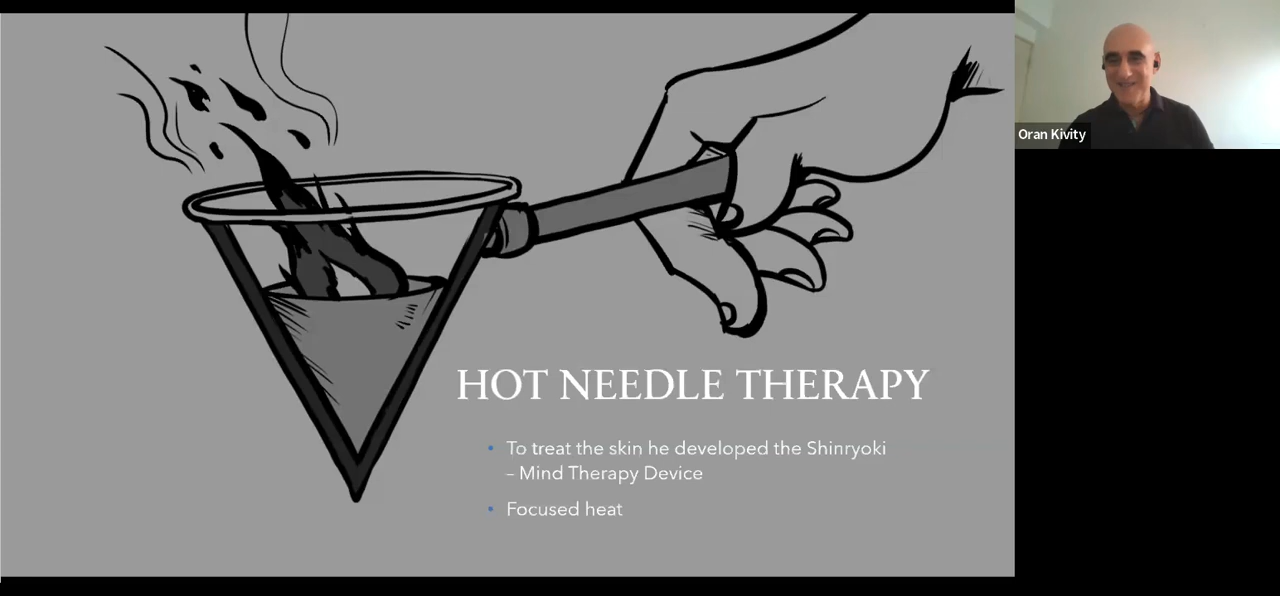 Oran Kivity
HOT NEEDLE THERAPY
• To treat the skin he developed the Shinryoki
– Mind Therapy Device
• Focused heat